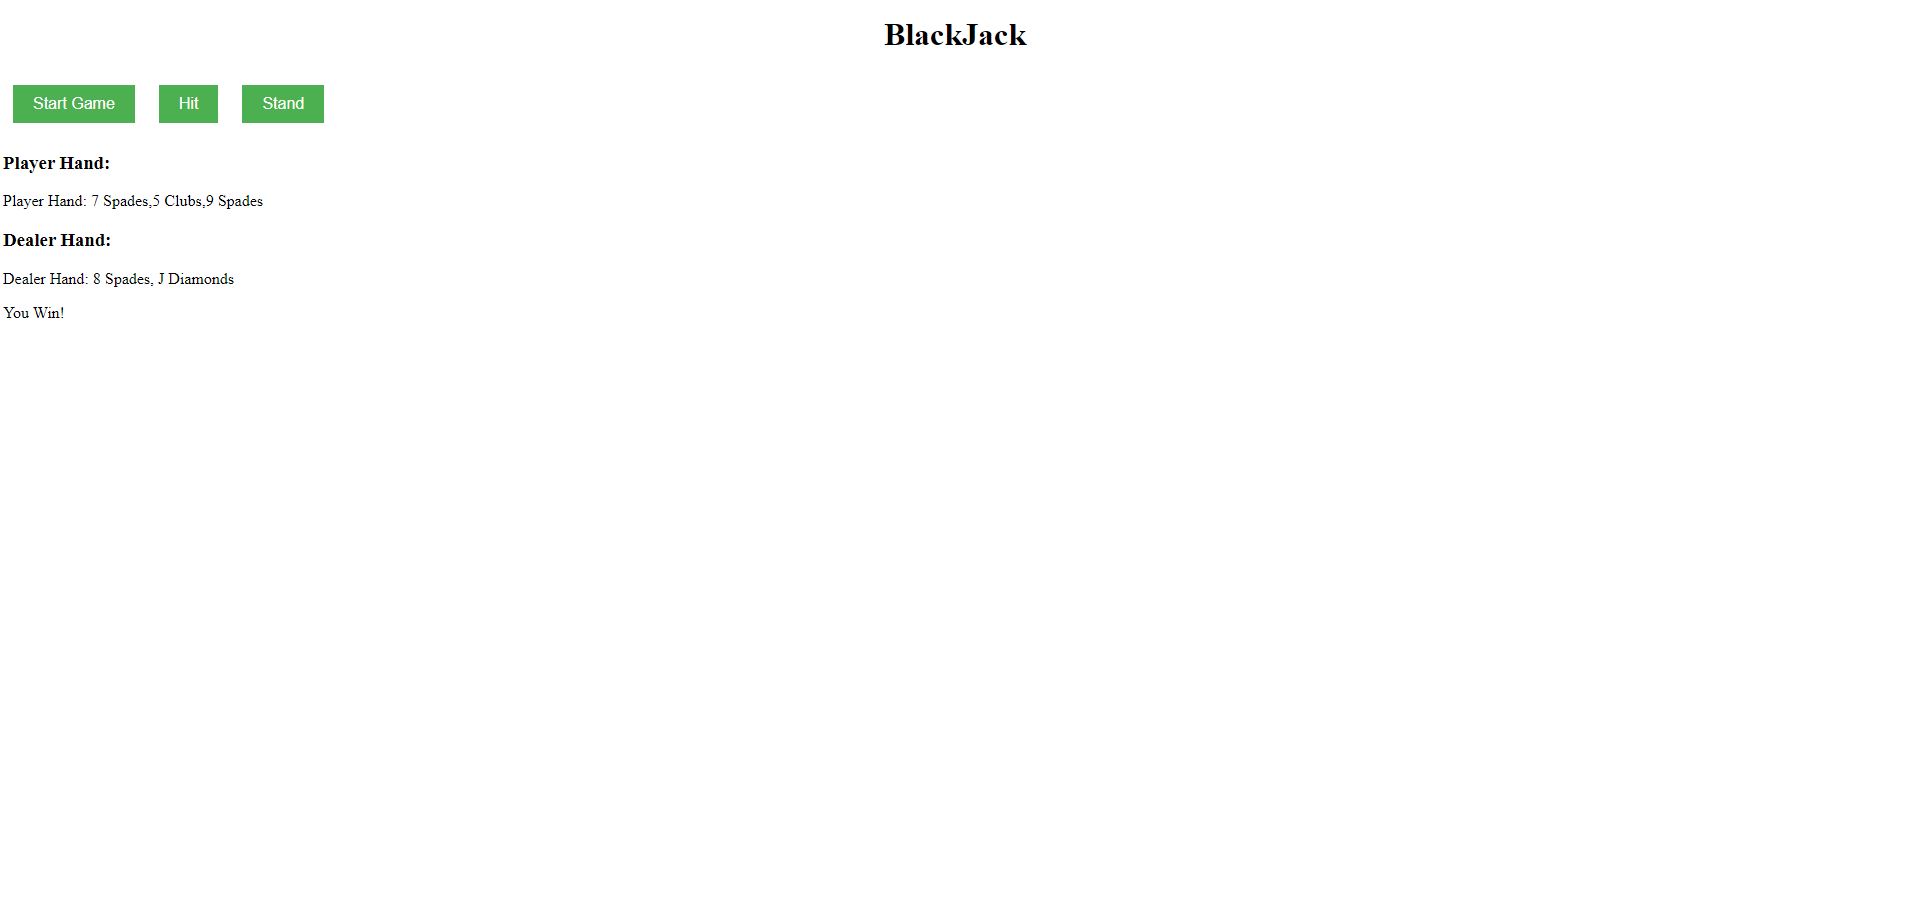 BlackJack
Start Game Hit Stand
Player Hand:
Player Hand: 7 Spades,5 Clubs,9 Spades
Dealer Hand:
Dealer Hand: 8 Spades, J Diamonds
You Win!